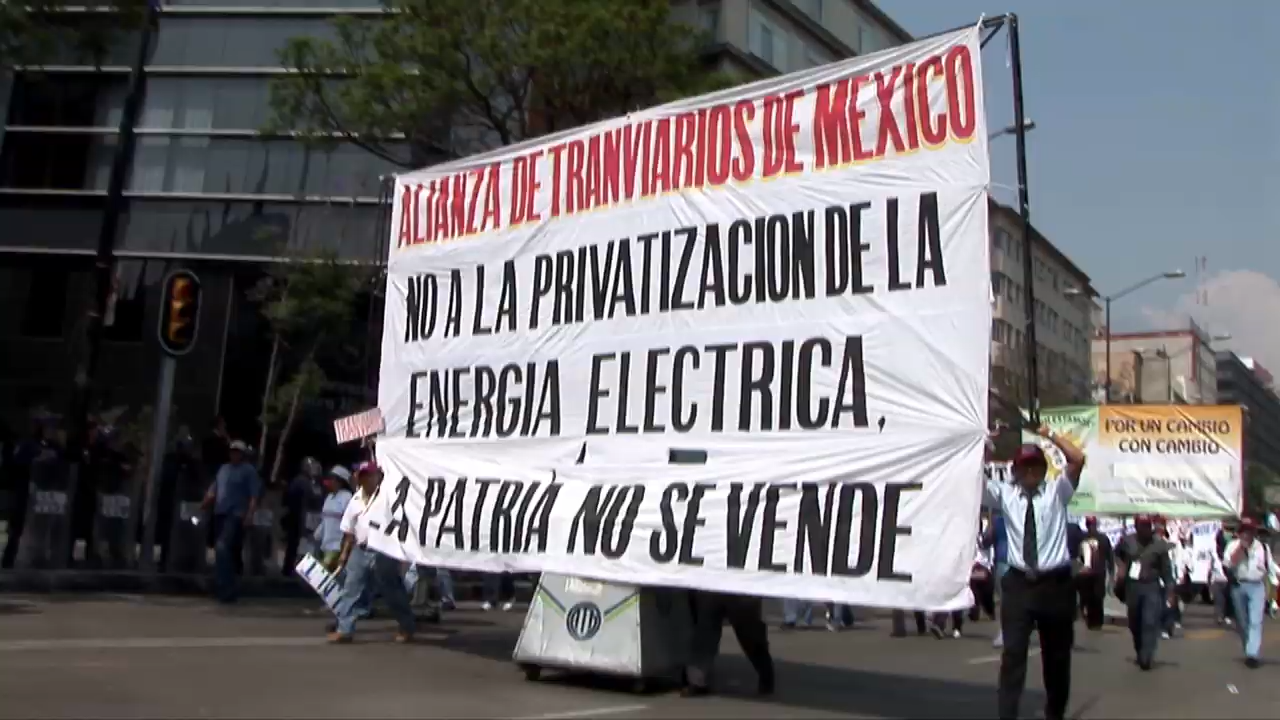 ALIANZA DE TRANVIARIOS DE MEXICO
NO A LA PRIVATIZACION DE LA
ENERGIA ELECTRICA,
A PATRIA NO SE VENDE
POR UN CAMBIO
CON CAMBIO